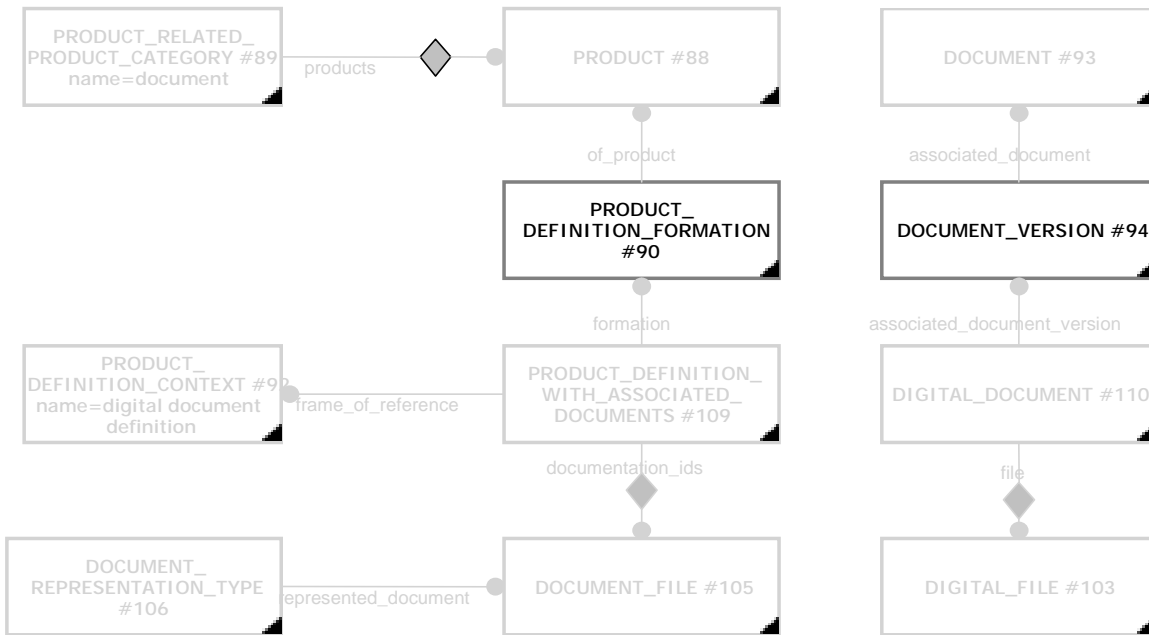 PRODUCT_RELATED_
PRODUCT_CATEGORY #89
name=document
products
PRODUCT #88
DOCUMENT #93
of_product
associated_document
PRODUCT_
DEFINITION_FORMATION
#90
DOCUMENT_VERSION #94
formation
associated_document_version
PRODUCT_
DEFINITION_CONTEXT #92
name=digital document
definition
frame_of_reference
PRODUCT_DEFINITION_
WITH_ASSOCIATED_
DOCUMENTS #109
DIGITAL_DOCUMENT #110
documentation_ids
file
DOCUMENT_
REPRESENTATION_TYPE
#106
represented_document
DOCUMENT_FILE #105
DIGITAL_FILE #103